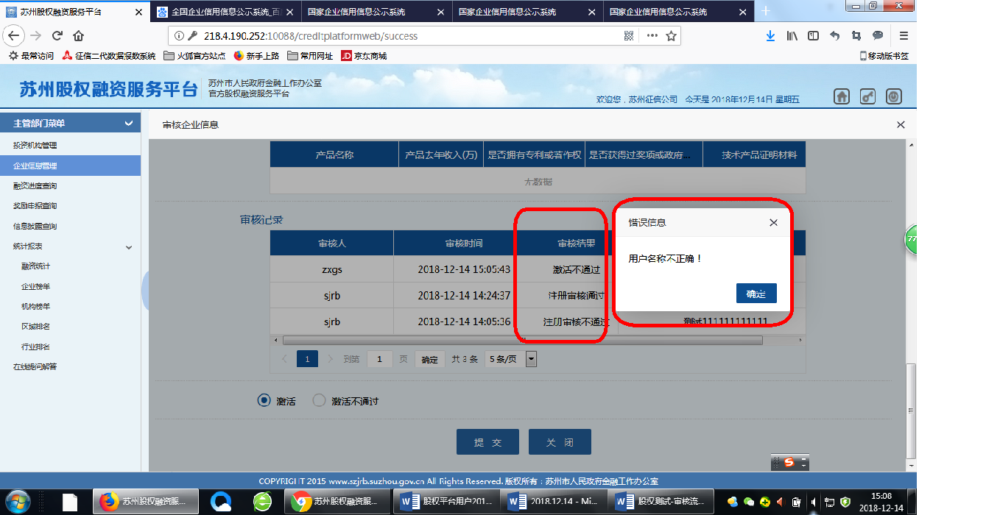 苏州股权融资服务平台
全国企业信用信息公示系统_百
国家企业信用信息公示系统
国家企业信用信息公示系统
国家企业信用信息公示系统
218.4.190.252:10088/creditplatformweb/success
最常访问 征信二代数据报数系统 火狐官方站点 新手上路 常用网址 JD 京东商城 移动版书签
苏州股权融资服务平台
苏州市人民政府金融工作办公室
官方股权融资服务平台
欢迎您，苏州征信公司 今天是 2018年12月14日 星期五
主管部门菜单
投资机构管理
企业信息管理
融资进度查询
奖励申报查询
信息披露查询
统计报表
融资统计
企业榜单
机构榜单
区域排名
行业排名
在线提问解答
审核企业信息
产品名称 产品去年收入(万) 是否拥有专利或著作权 是否获得过奖项或政府... 技术产品证明材料
无数据
审核记录
审核人 审核时间 审核结果
zxgs 2018-12-14 15:05:43 激活不通过
sjrb 2018-12-14 14:24:37 注册审核通过
sjrb 2018-12-14 14:05:36 注册审核不通过 测试111111111111
错误信息
用户名称不正确！
确定
1 到第 1 页 确定 共 3 条 5 条/页
激活 激活不通过
提 交 关 闭
77
COPYRIGHT 2015 www.szjrb.suzhou.gov.cn All Rights Reserved. 版权所有：苏州市人民政府金融工作办公室
苏州股权融资服...
苏州股权融资服...
股权平台用户201...
2018.12.14 - Mi...
股权测试-审核流...
15:08
2018-12-14